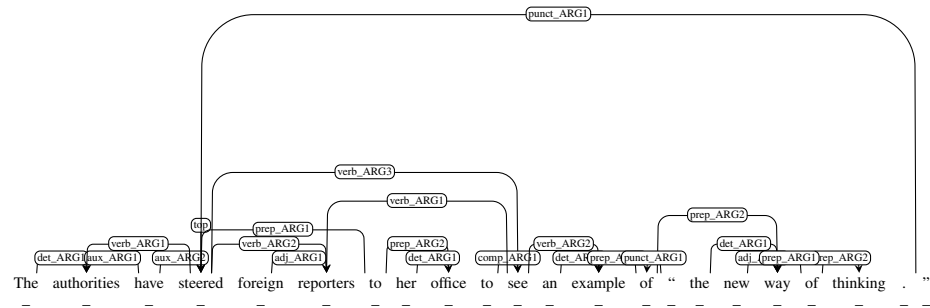 punct_ARG1
verb_ARG3
verb_ARG1
prep_ARG2
top
prep_ARG1
verb_ARG1 verb_ARG2 prep_ARG2 verb_ARG2 det_ARG1
det_ARG1 aux_ARG1 aux_ARG2 adj_ARG1 det_ARG1 comp_ARG1 punct_ARG1 prep_ARG1
The authorities have steered foreign reporters to her office to see an example of “ the new way of thinking . ”